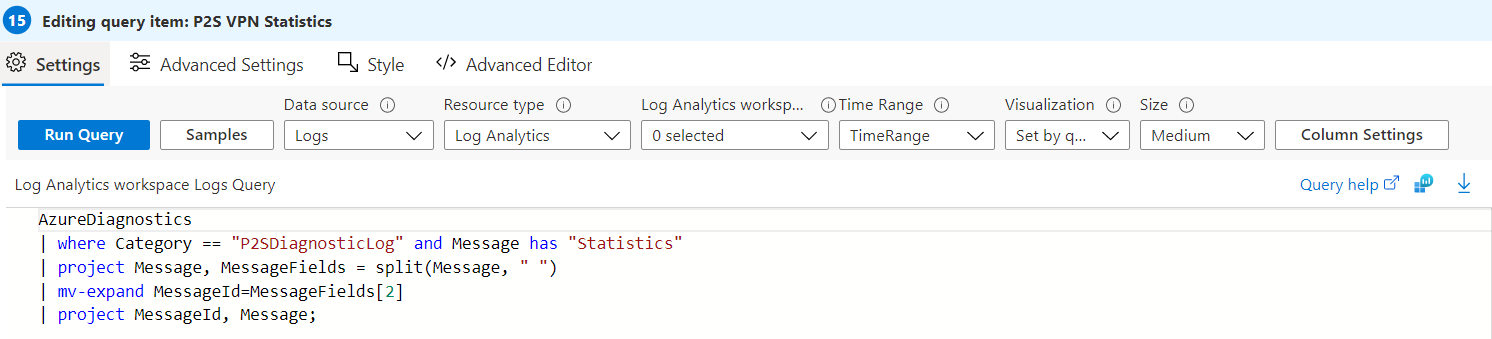 15 Editing query item: P2S VPN Statistics
Settings Advanced Settings Style Advanced Editor
Data source Resource type Log Analytics worksp... Time Range Visualization Size
Run Query Samples Logs Log Analytics 0 selected TimeRange Set by q... Medium Column Settings
Log Analytics workspace Logs Query Query help
AzureDiagnostics
| where Category == "P2SDiagnosticLog" and Message has "Statistics"
| project Message, MessageFields = split(Message, " ")
| mv-expand MessageId=MessageFields[2]
| project MessageId, Message;